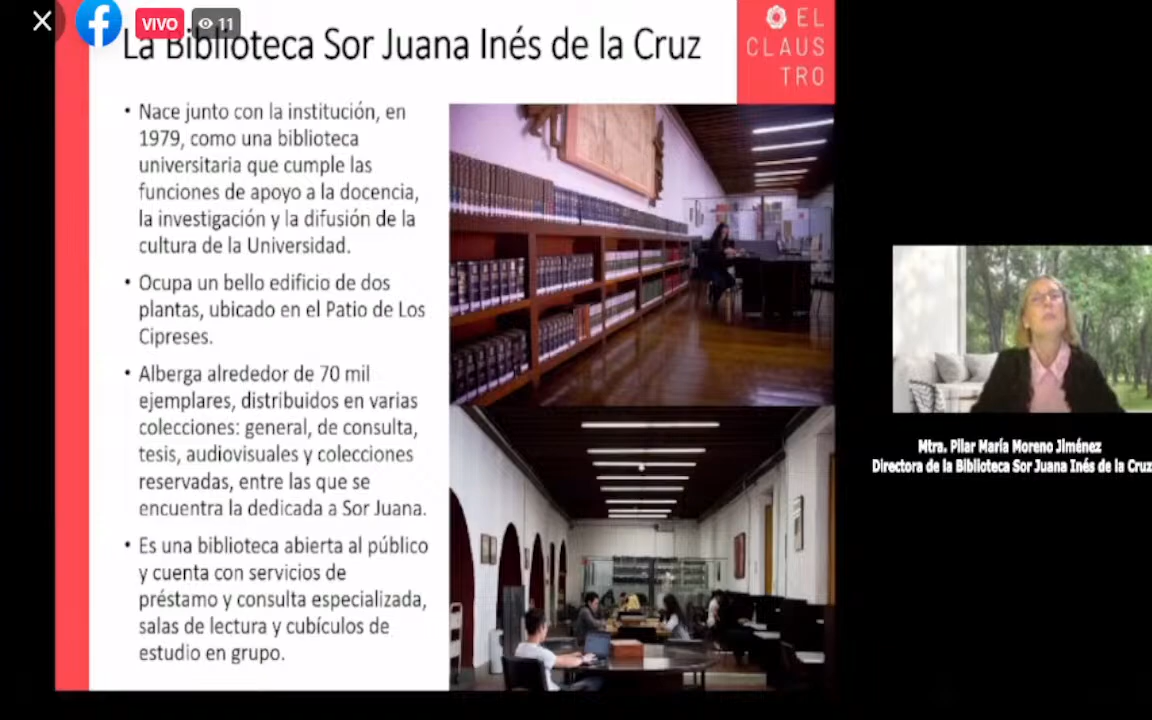 VIVO 11
La Biblioteca Sor Juana Inés de la Cruz
EL
CLAUS
TRO
• Nace junto con la institución, en
1979, como una biblioteca
universitaria que cumple las
funciones de apoyo a la docencia,
la investigación y la difusión de la
cultura de la Universidad.
• Ocupa un bello edificio de dos
plantas, ubicado en el Patio de Los
Cipreses.
• Alberga alrededor de 70 mil
ejemplares, distribuidos en varias
colecciones: general, de consulta,
tesis, audiovisuales y colecciones
reservadas, entre las que se
encuentra la dedicada a Sor Juana.
• Es una biblioteca abierta al público
y cuenta con servicios de
préstamo y consulta especializada,
salas de lectura y cubículos de
estudio en grupo.
Mtra. Pilar María Moreno Jiménez
Directora de la Biblioteca Sor Juana Inés de la Cruz